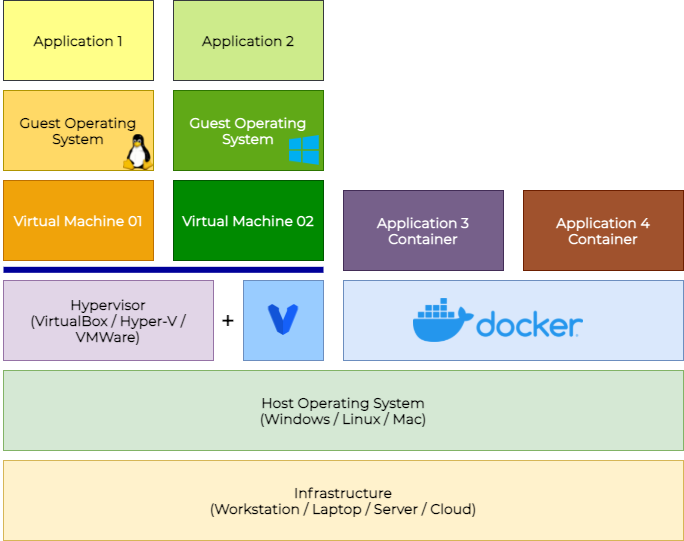 Application 1
Application 2
Guest Operating
System
Guest Operating
System
Virtual Machine 01
Virtual Machine 02
Application 3
Container
Application 4
Container
Hypervisor
(VirtualBox / Hyper-V /
VMWare)
+
docker
Host Operating System
(Windows / Linux / Mac)
Infrastructure
(Workstation / Laptop / Server / Cloud)